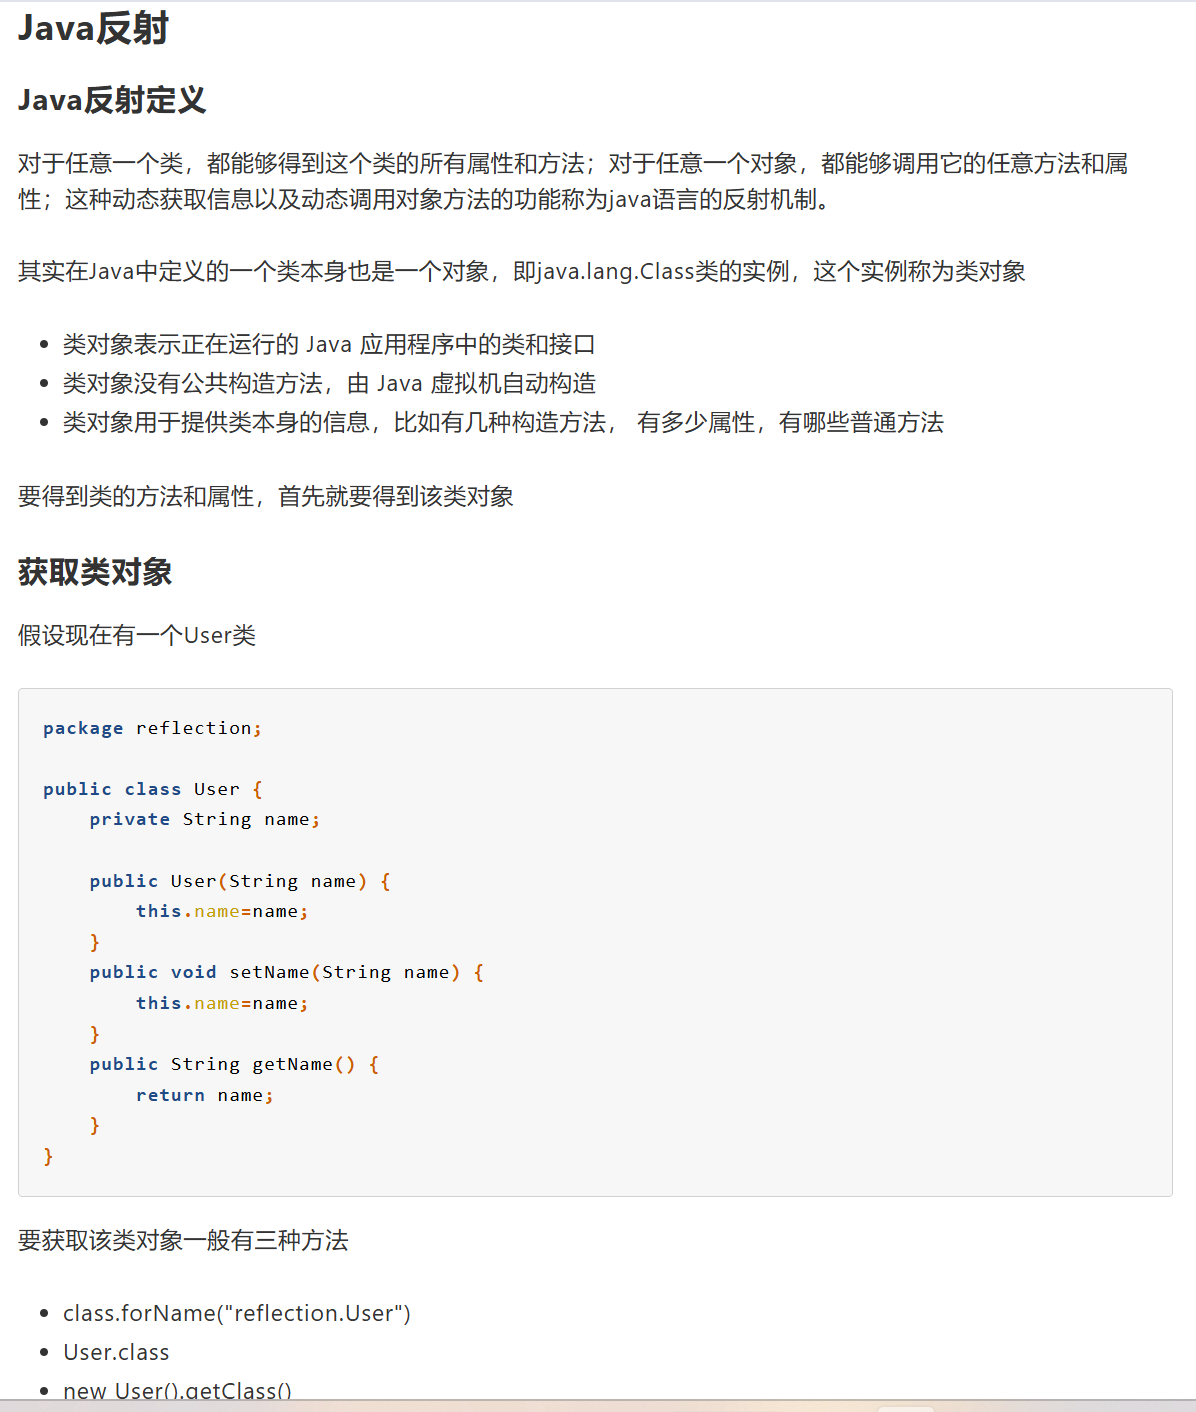 Java反射
Java反射定义
对于任意一个类，都能够得到这个类的所有属性和方法；对于任意一个对象，都能够调用它的任意方法和属
性；这种动态获取信息以及动态调用对象方法的功能称为java语言的反射机制。
其实在Java中定义的一个类本身也是一个对象，即java.lang.Class类的实例，这个实例称为类对象
类对象表示正在运行的 Java 应用程序中的类和接口
类对象没有公共构造方法，由 Java 虚拟机自动构造
类对象用于提供类本身的信息，比如有几种构造方法， 有多少属性，有哪些普通方法
要得到类的方法和属性，首先就要得到该类对象
获取类对象
假设现在有一个User类
package reflection;
public class User {
    private String name;
    public User(String name) {
        this.name=name;
    }
    public void setName(String name) {
        this.name=name;
    }
    public String getName() {
        return name;
    }
}
要获取该类对象一般有三种方法
class.forName("reflection.User")
User.class
new User().getClass()